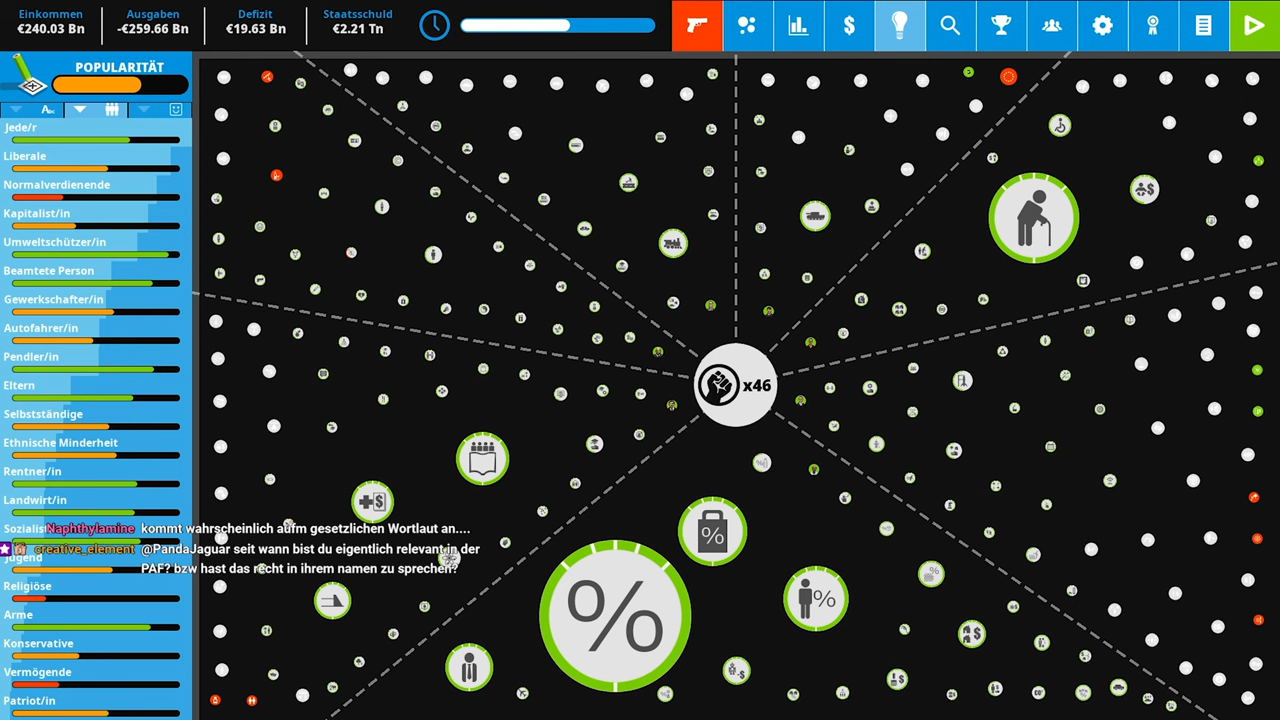 Einkommen
€240.03 Bn
Ausgaben
-€259.66 Bn
Defizit
€19.63 Bn
Staatsschuld
€2.21 Tn
POPULARITÄT
Jede/r
Liberale
Normalverdienende
Kapitalist/in
Umweltschützer/in
Beamtete Person
Gewerkschafter/in
Autofahrer/in
Pendler/in
Eltern
Selbstständige
Ethnische Minderheit
Rentner/in
Landwirt/in
Naphthylamine kommt wahrscheinlich aufm gesetzlichen Wortlaut an....
creative_element @PandaJaguar seit wann bist du eigentlich relevant in der
PAF? bzw hast das recht in ihrem namen zu sprechen?
Jugend
Religiöse
Arme
Konservative
Vermögende
Patriot/in
x46
%
%
%